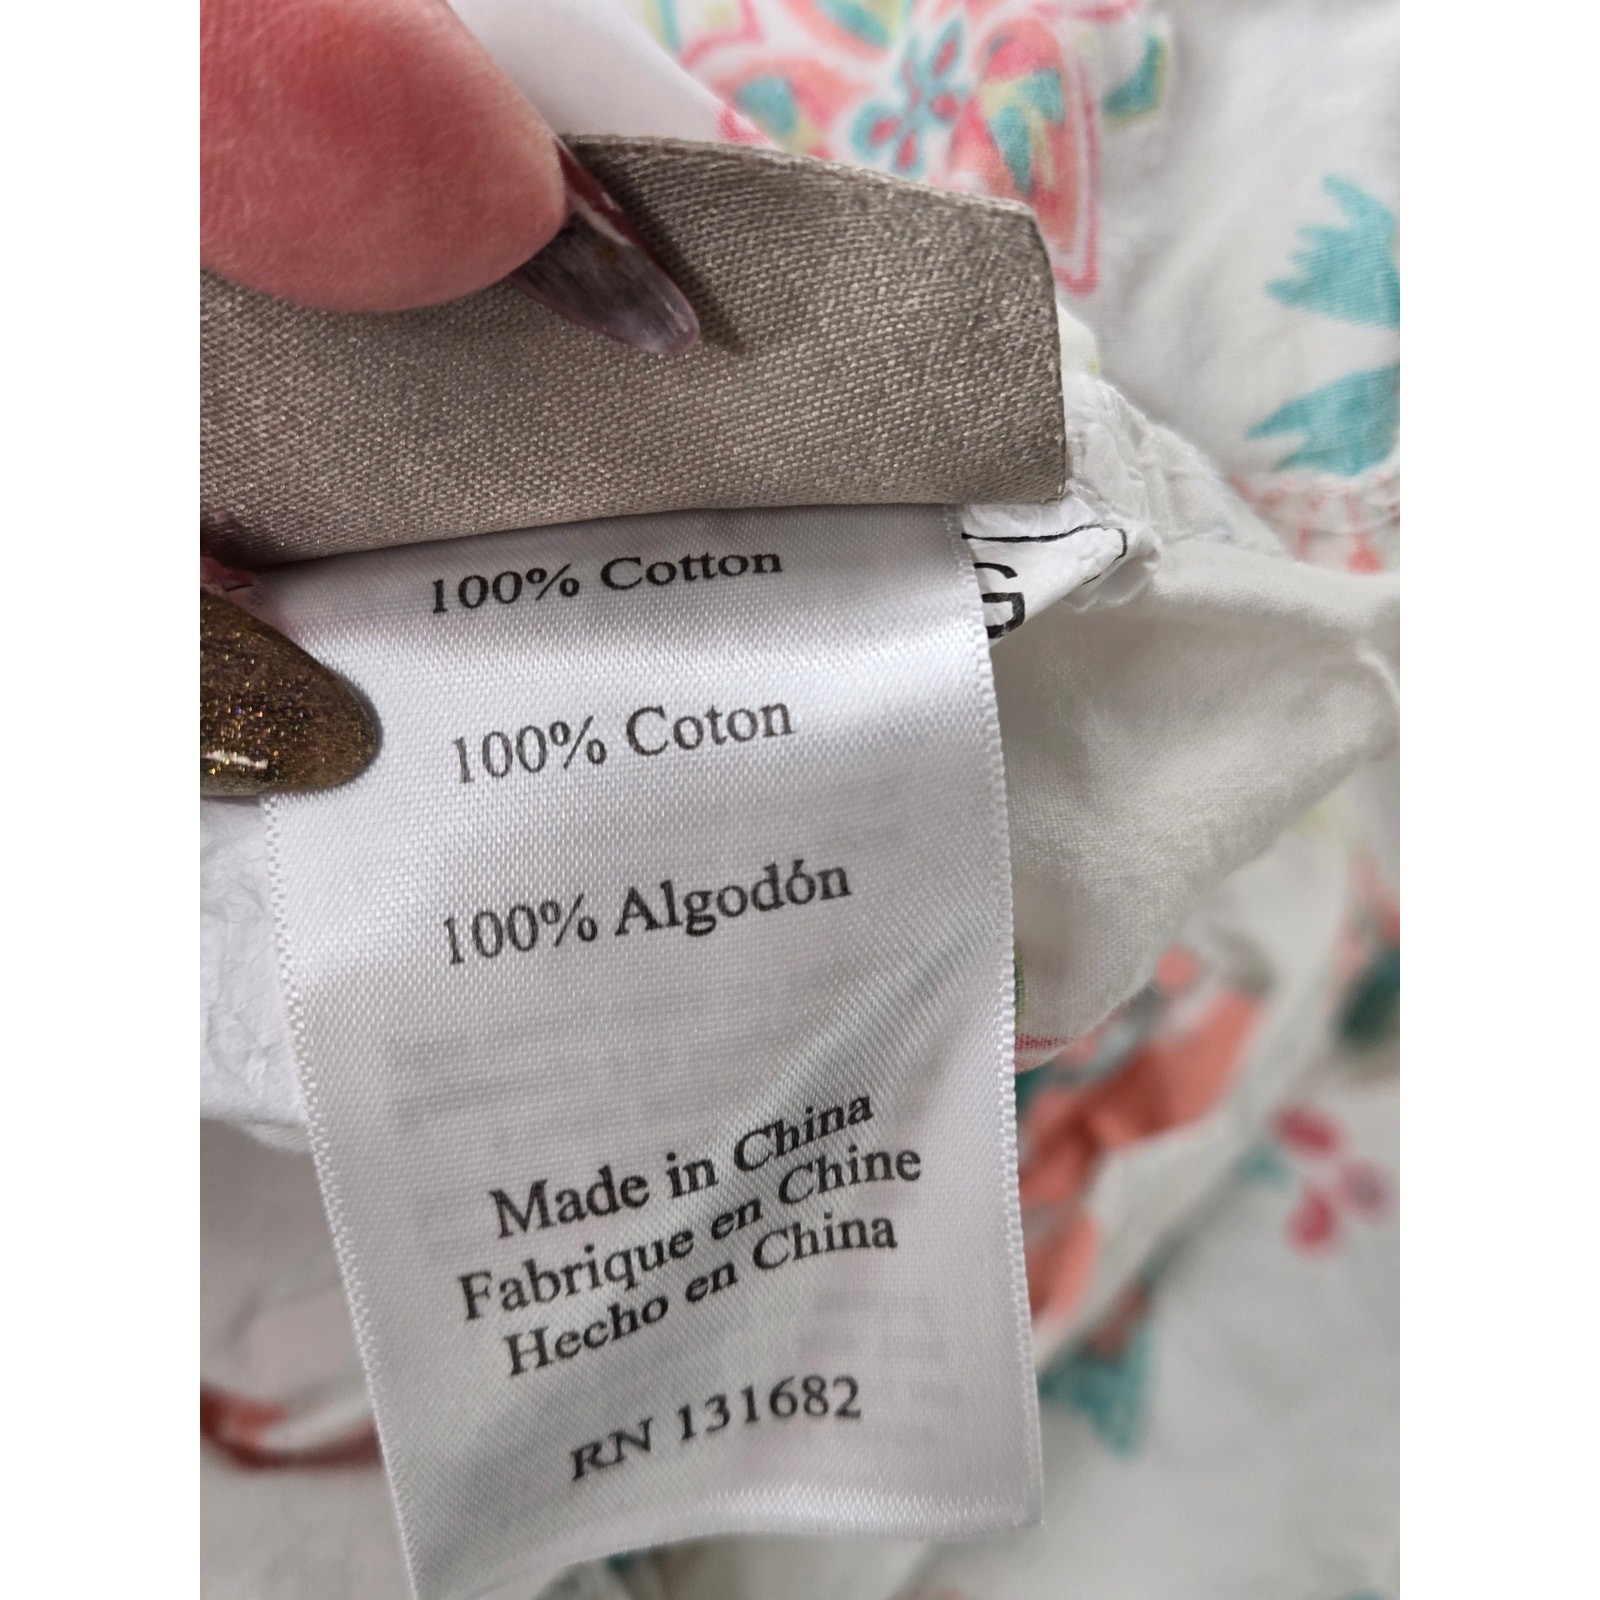 100% Cotton
G
100% Coton
100% Algodón
Made in China
Fabrique en Chine
Hecho en China
RN 131682